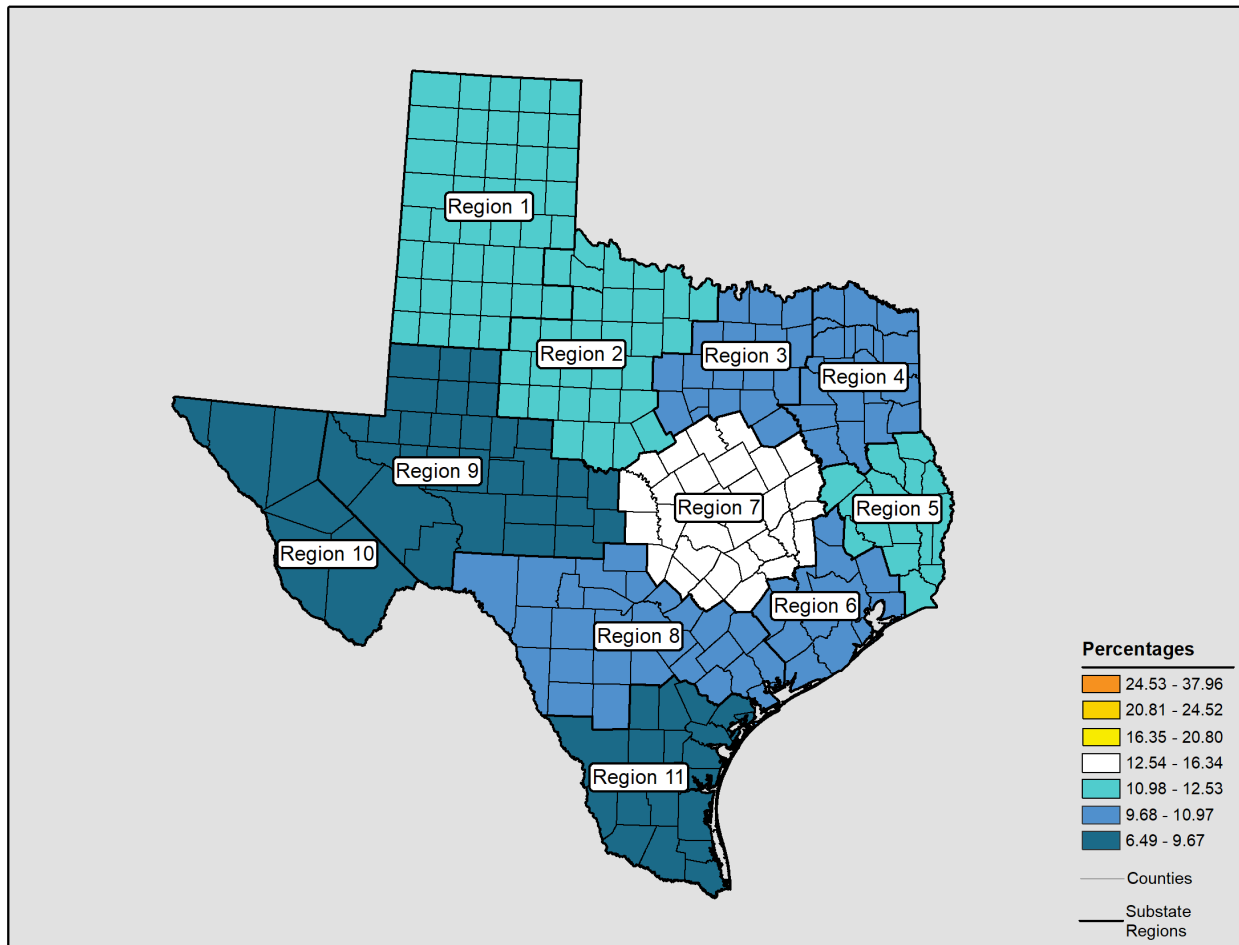 Region 1
Region 2
Region 3
Region 4
Region 9
Region 7
Region 5
Region 10
Region 6
Region 8
Region 11
Percentages
24.53 - 37.96
20.81 - 24.52
16.35 - 20.80
12.54 - 16.34
10.98 - 12.53
9.68 - 10.97
6.49 - 9.67
Counties
Substate
Regions